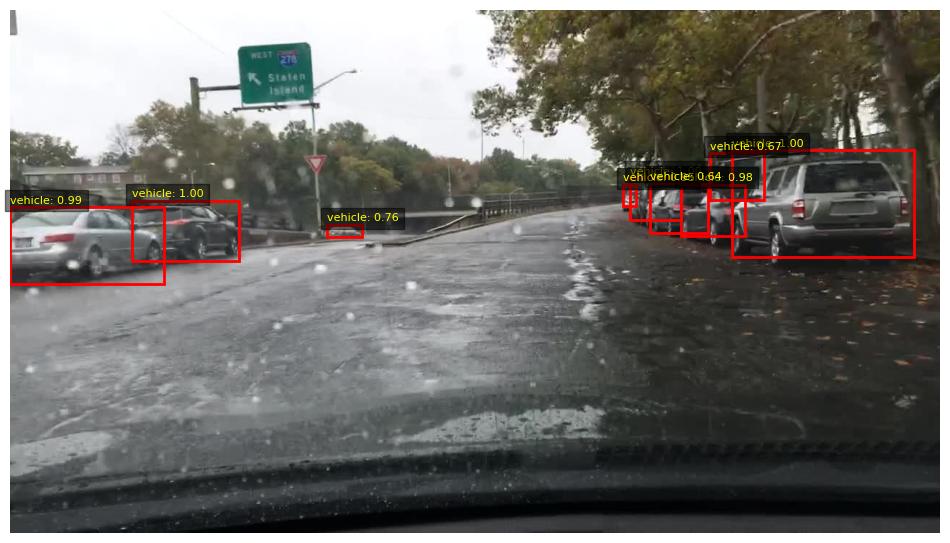 WEST
278
Staten
Island
vehicle: 0.67
1.00
vehicle: 0.64
0.98
vehicle: 0.99
vehicle: 1.00
vehicle: 0.76